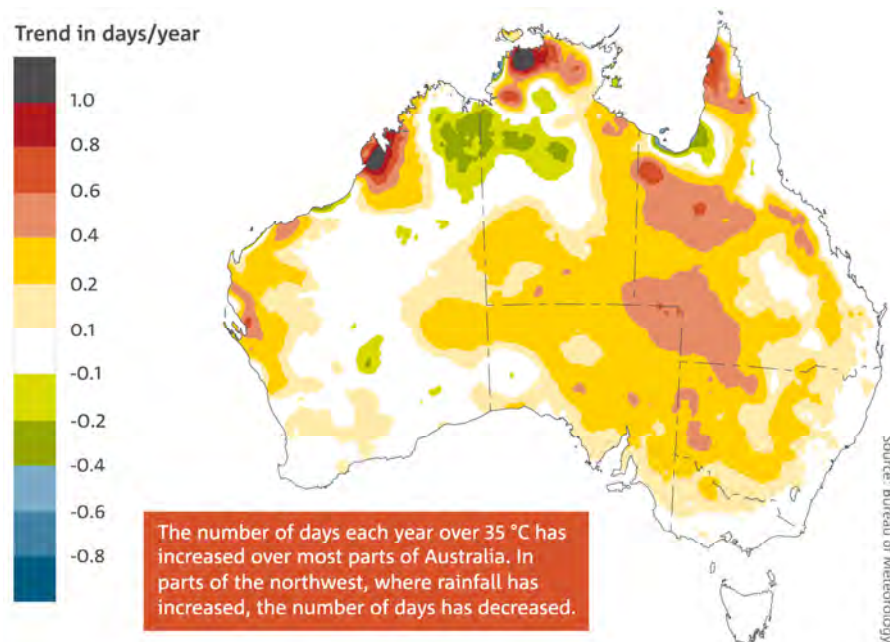 Trend in days/year
1.0
0.8
0.6
0.4
0.2
0.1
-0.1
-0.2
-0.4
-0.6
-0.8
The number of days each year over 35 °C has
increased over most parts of Australia. In
parts of the northwest, where rainfall has
increased, the number of days has decreased.
Source: Bureau of Meteorology